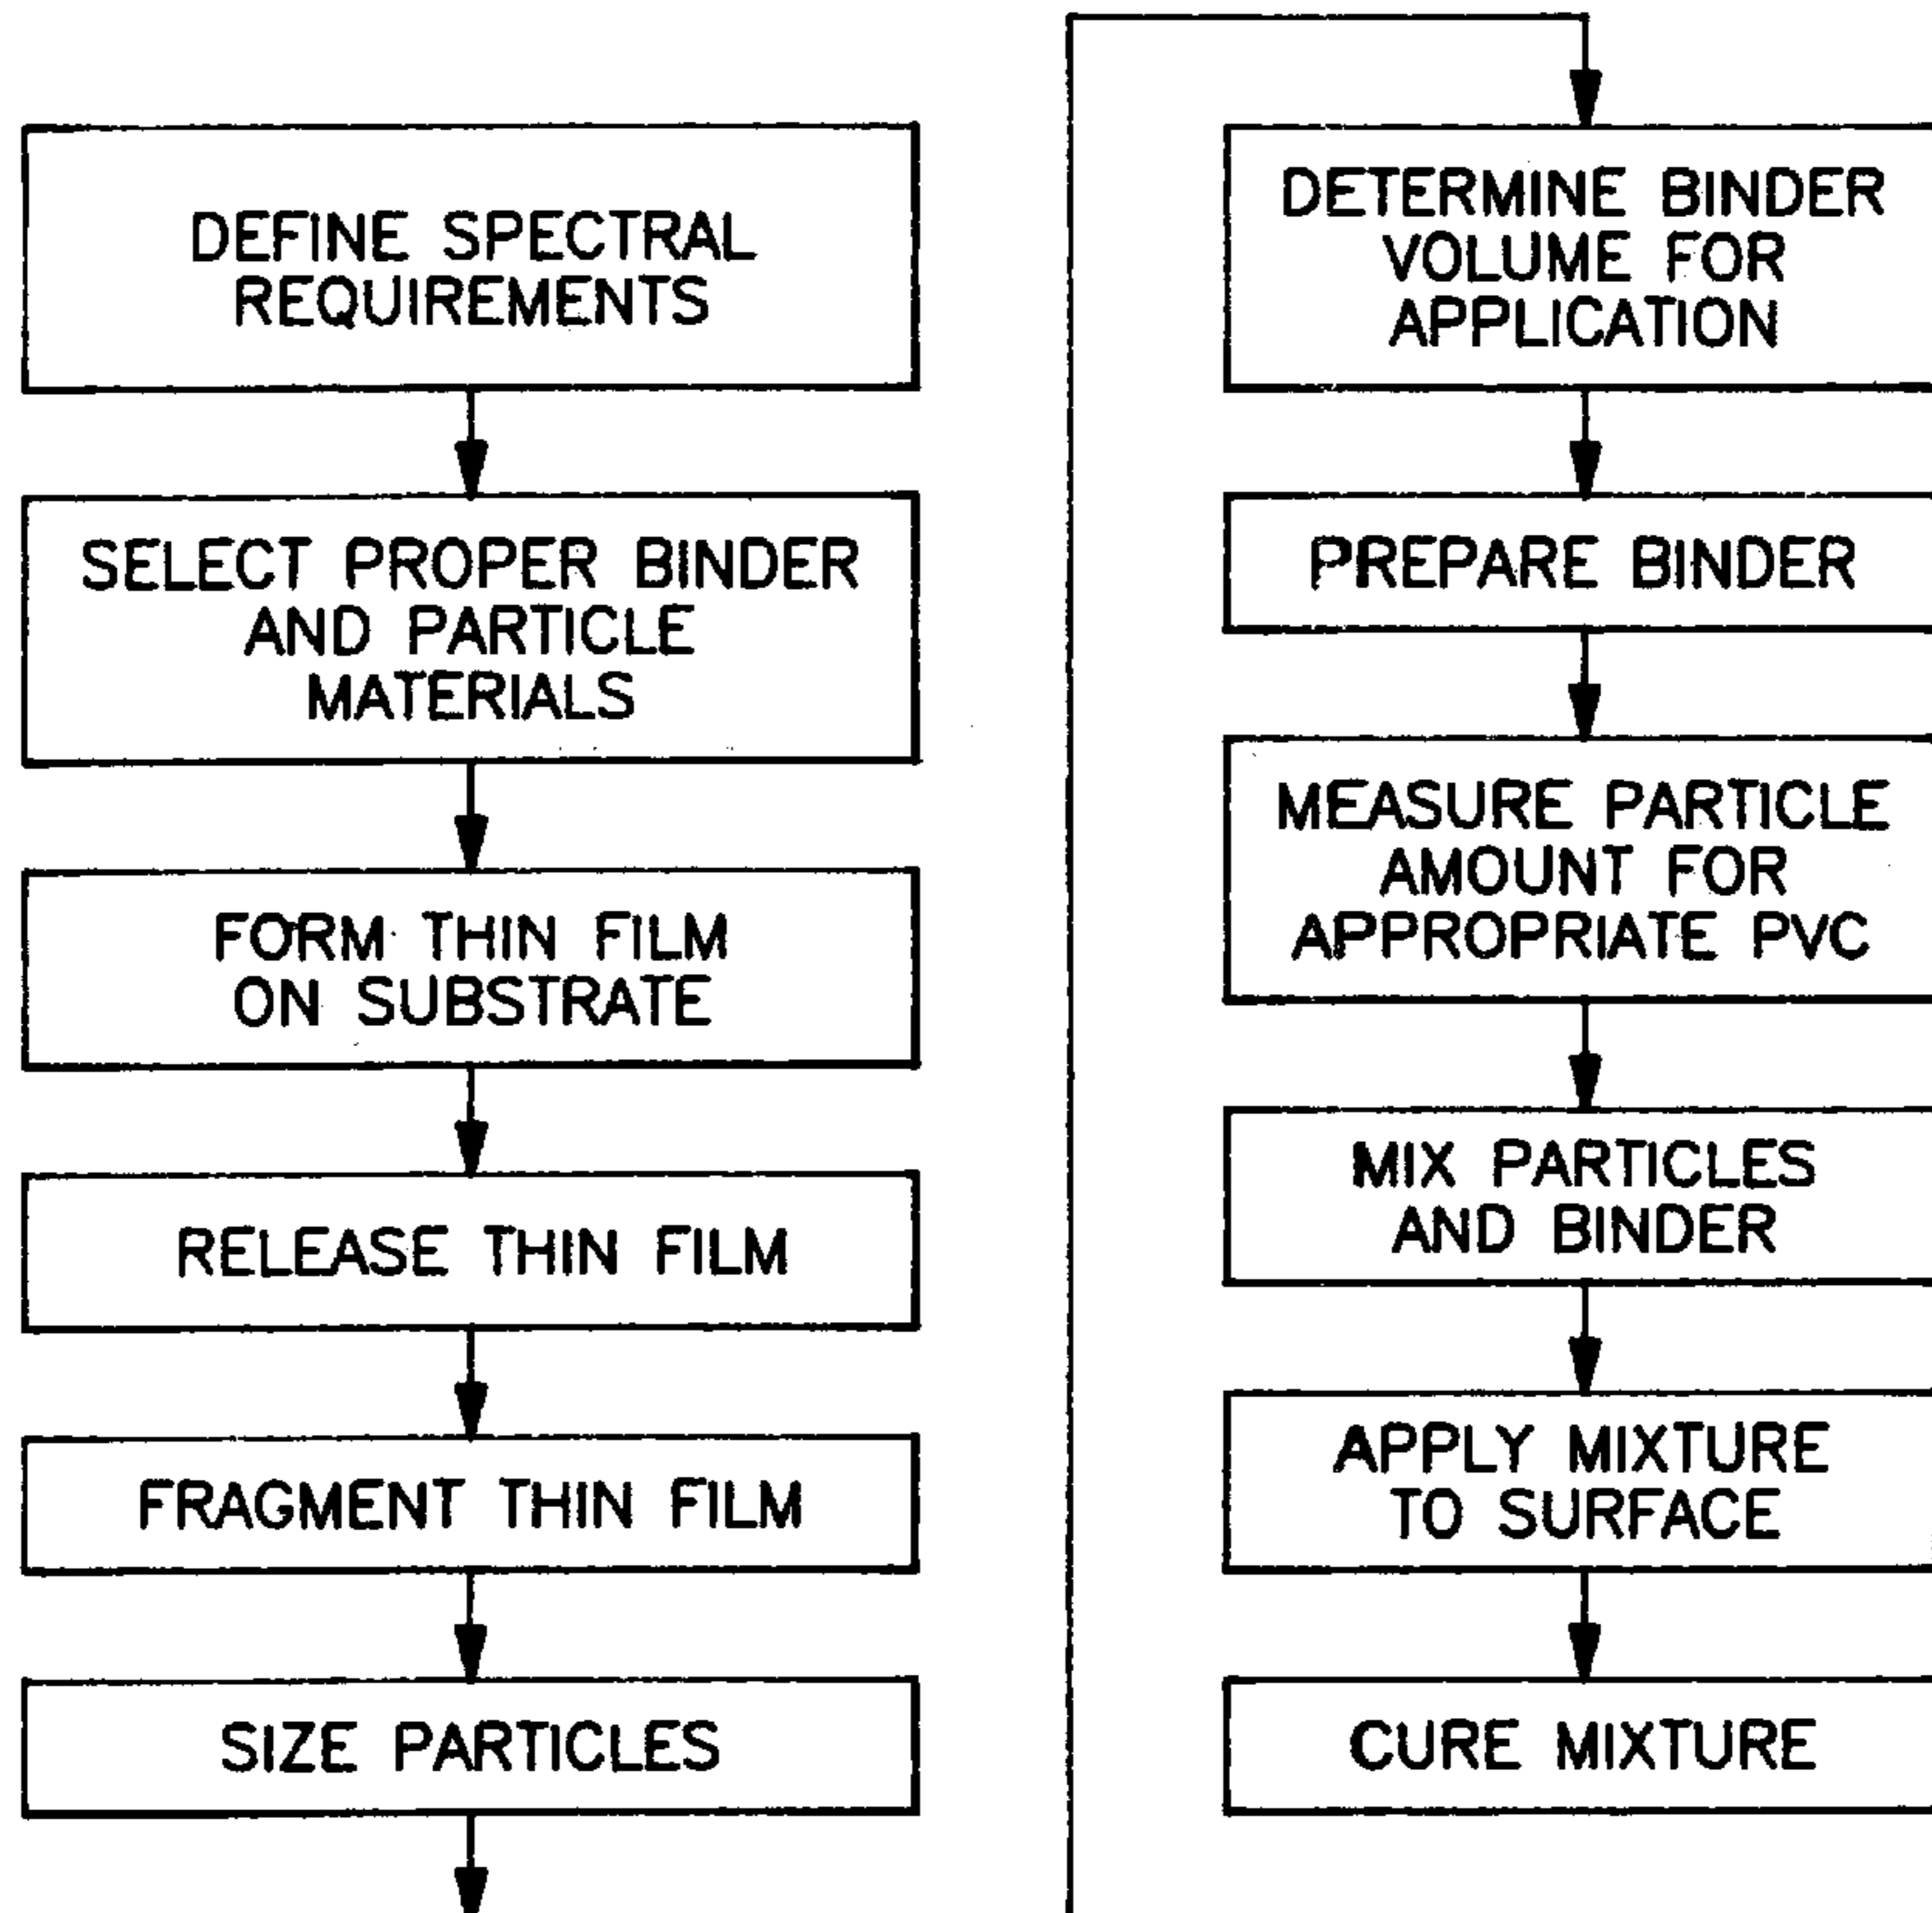 DEFINE SPECTRAL
REQUIREMENTS
SELECT PROPER BINDER
AND PARTICLE
MATERIALS
FORM THIN FILM
ON SUBSTRATE
RELEASE THIN FILM
FRAGMENT THIN FILM
SIZE PARTICLES
DETERMINE BINDER
VOLUME FOR
APPLICATION
PREPARE BINDER
MEASURE PARTICLE
AMOUNT FOR
APPROPRIATE PVC
MIX PARTICLES
AND BINDER
APPLY MIXTURE
TO SURFACE
CURE MIXTURE